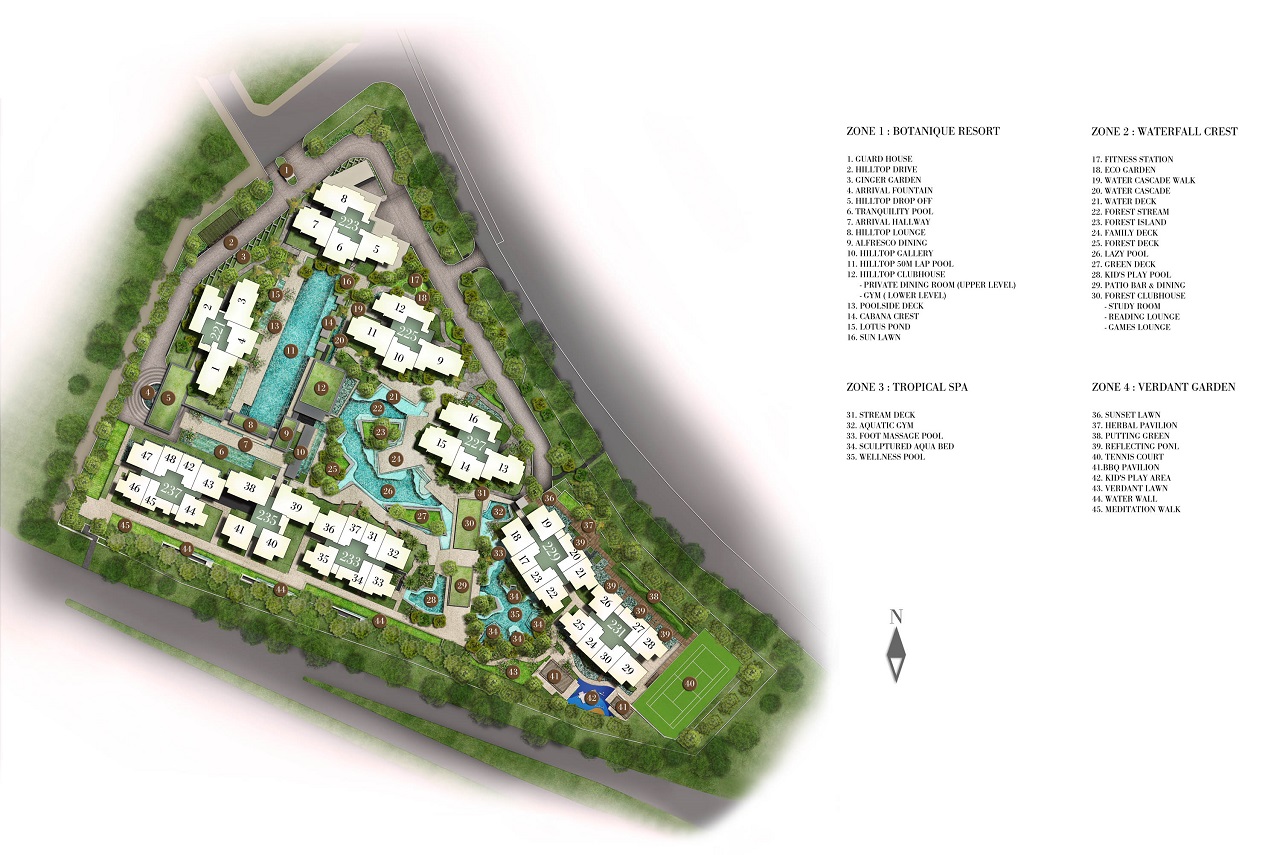 ZONE 1 : BOTANIQUE RESORT
1. GUARD HOUSE
2. HILLTOP DRIVE
3. GINGER GARDEN
4. ARRIVAL FOUNTAIN
5. HILLTOP DROP OFF
6. TRANQUILITY POOL
7. ARRIVAL HALLWAY
8. HILLTOP LOUNGE
9. ALFRESCO DINING
10. HILLTOP GALLERY
11. HILLTOP 50M LAP POOL
12. HILLTOP CLUBHOUSE
- PRIVATE DINING ROOM (UPPER LEVEL)
- GYM ( LOWER LEVEL)
13. POOLSIDE DECK
14. CABANA CREST
15. LOTUS POND
16. SUN LAWN
ZONE 2 : WATERFALL CREST
17. FITNESS STATION
18. ECO GARDEN
19. WATER CASCADE WALK
20. WATER CASCADE
21. WATER DECK
22. FOREST STREAM
23. FOREST ISLAND
24. FAMILY DECK
25. FOREST DECK
26. LAZY POOL
27. GREEN DECK
28. KID'S PLAY POOL
29. PATIO BAR & DINING
30. FOREST CLUBHOUSE
- STUDY ROOM
- READING LOUNGE
- GAMES LOUNGE
ZONE 3 : TROPICAL SPA
31. STREAM DECK
32. AQUATIC GYM
33. FOOT MASSAGE POOL
34. SCULPTURED AQUA BED
35. WELLNESS POOL
ZONE 4 : VERDANT GARDEN
36. SUNSET LAWN
37. HERBAL PAVILION
38. PUTTING GREEN
39. REFLECTING PONL
40. TENNIS COURT
41.BBQ PAVILION
42. KID'S PLAY AREA
43. VERDANT LAWN
44. WATER WALL
45. MEDITATION WALK
N
1
2
3
4
5
6
7
8
9
10
11
12
13
14
15
16
17
18
19
20
21
22
23
24
25
26
27
28
29
30
31
32
32
33
33
34
34
34
34
35
36
37
38
39
39
39
39
40
41
41
42
43
44
44
44
45
223
8
7
6
5
221
2
3
4
1
225
12
11
10
9
227
16
15
14
13
237
47
48
42
43
46
45
44
235
38
39
41
40
233
36
37
31
32
35
34
33
229
19
18
20
17
21
23
22
231
26
27
25
28
24
30
29